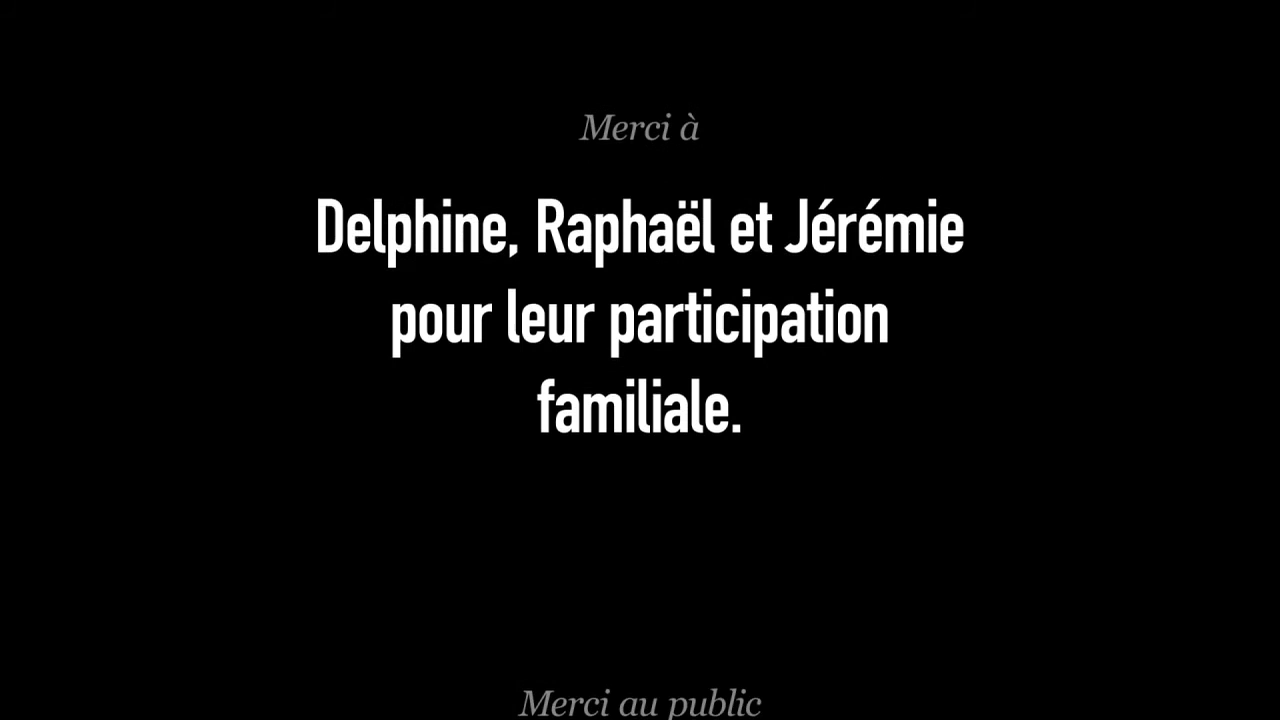 Merci à
Delphine, Raphaël et Jérémie
pour leur participation
familiale.
Merci au public